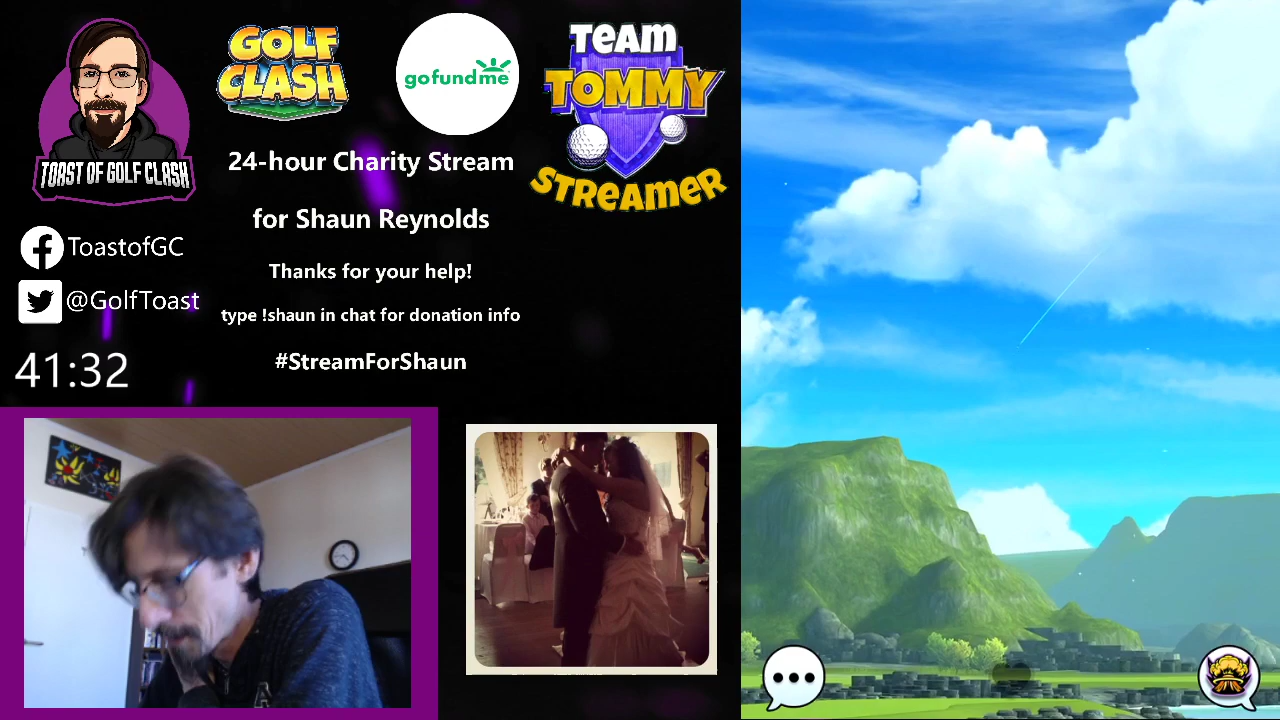 TOAST OF GOLF CLASH
GOLF
CLASH
gofundme
TEAM
TOMMY
STREAMER
24-hour Charity Stream
for Shaun Reynolds
Thanks for your help!
type !shaun in chat for donation info
#StreamForShaun
ToastofGC
@GolfToast
41:32